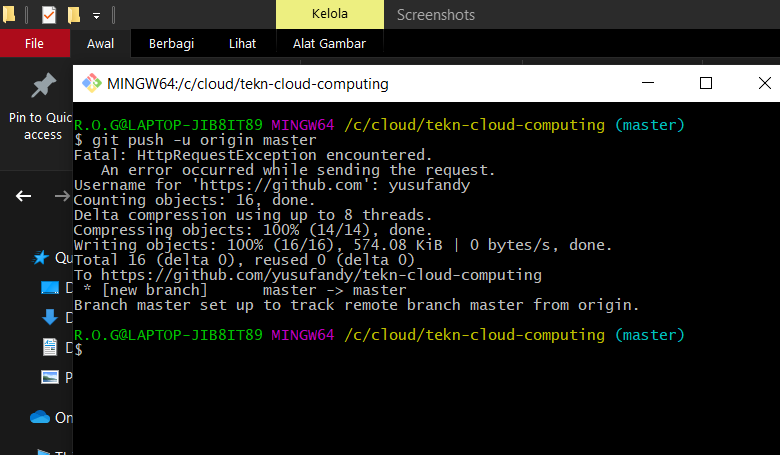 Kelola
Screenshots
File
Awal
Berbagi
Lihat
Alat Gambar
MINGW64:/c/cloud/tekn-cloud-computing
Pin to Quic
access
R.O.G@LAPTOP-JIB8IT89 MINGW64 /c/cloud/tekn-cloud-computing (master)
$ git push -u origin master
Fatal: HttpRequestException encountered.
An error occurred while sending the request.
Username for 'https://github.com': yusufandy
Counting objects: 16, done.
Delta compression using up to 8 threads.
Compressing objects: 100% (14/14), done.
Writing objects: 100% (16/16), 574.08 KiB | 0 bytes/s, done.
Total 16 (delta 0), reused 0 (delta 0)
To https://github.com/yusufandy/tekn-cloud-computing
* [new branch]      master -> master
Branch master set up to track remote branch master from origin.
R.O.G@LAPTOP-JIB8IT89 MINGW64 /c/cloud/tekn-cloud-computing (master)
$
Qu
D
D
D
P
On
Th